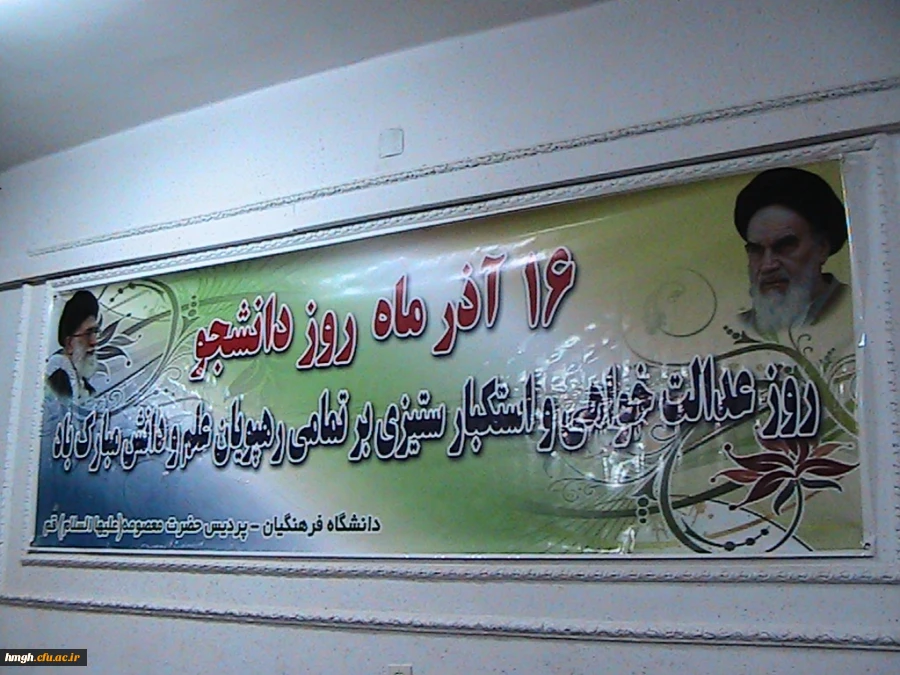 ۱۶ آذر ماه روز دانشجو
روز عدالت خواهی و استکبار ستیزی بر تمامی رهپویان علم و دانش مبارک باد
دانشگاه فرهنگیان - پردیس حضرت معصومه(علیها السلام) قم
hmgh.cfu.ac.ir